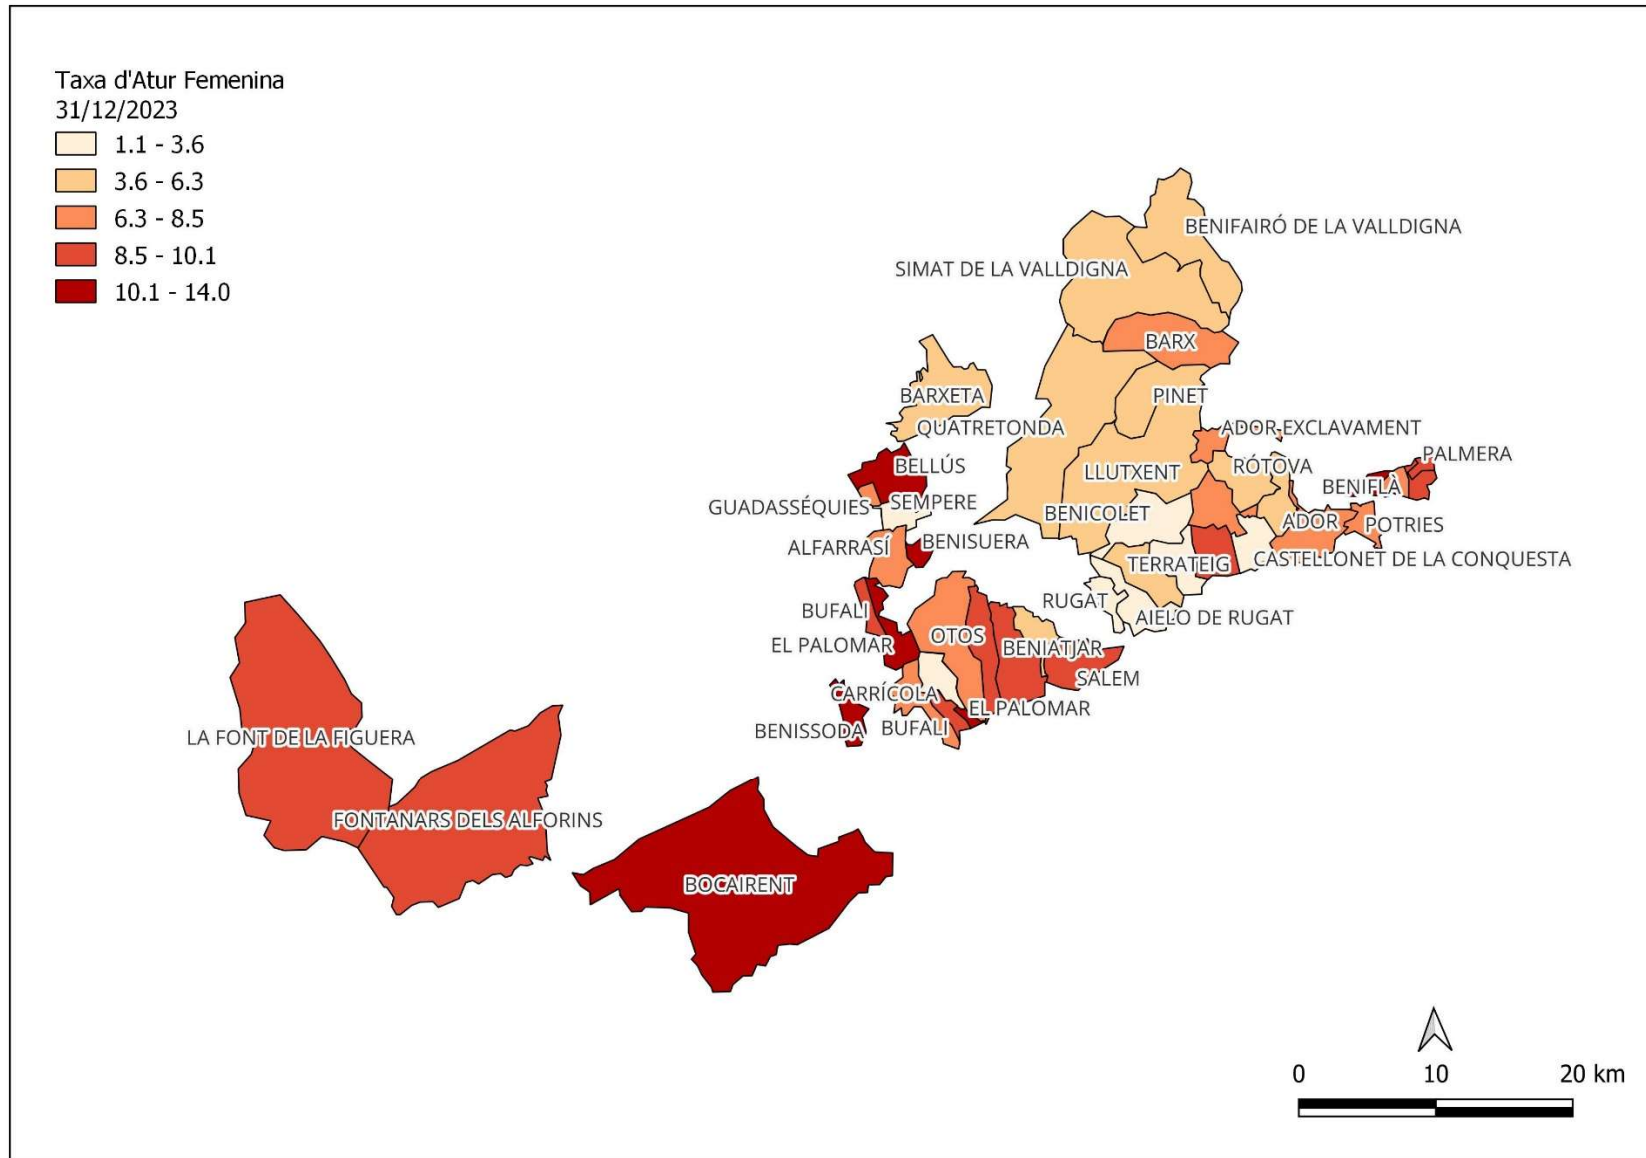 Taxa d'Atur Femenina
31/12/2023
1.1 - 3.6
3.6 - 6.3
6.3 - 8.5
8.5 - 10.1
10.1 - 14.0
BENIFAIRÓ DE LA VALLDIGNA
SIMAT DE LA VALLDIGNA
BARX
BARXETA
PINET
QUATRETONDA
ADOR EXCLAVAMENT
PALMERA
BELLÚS
LLUTXENT
RÓTOVA
BENIFLÀ
GUADASSÉQUIES
SEMPERE
BENICOLET
ADOR
POTRIES
ALFARRASÍ
BENISUERA
TERRATEIG
CASTELLONET DE LA CONQUESTA
BUFALI
RUGAT
AIELO DE RUGAT
EL PALOMAR
OTOS
BENIATJAR
SALEM
CARRÍCOLA
EL PALOMAR
BENISSODA
BUFALI
LA FONT DE LA FIGUERA
FONTANARS DELS ALFORINS
BOCAIRENT
0 10 20 km